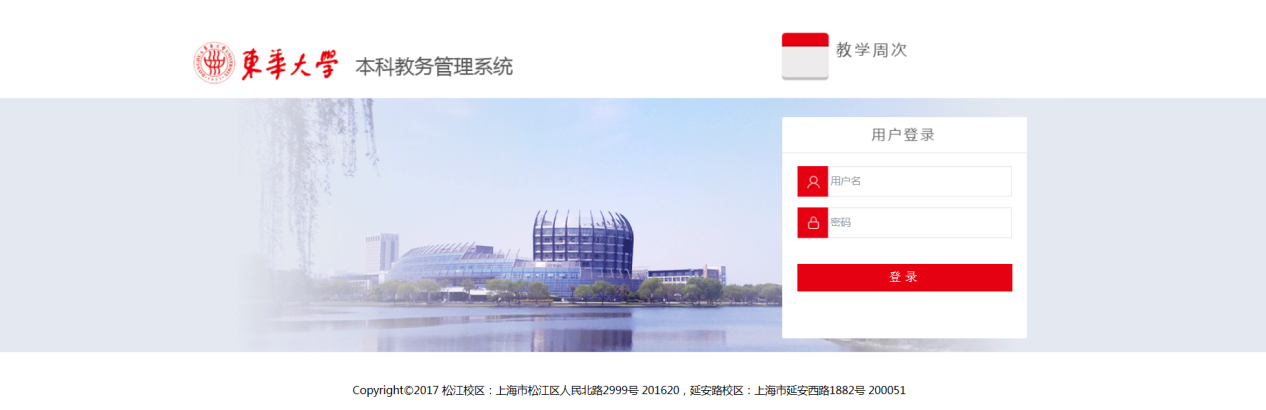 東華大學
本科教务管理系统
教学周次
用户登录
用户名
密码
登录
Copyright©2017 松江校区：上海市松江区人民北路2999号 201620，延安路校区：上海市延安西路1882号 200051